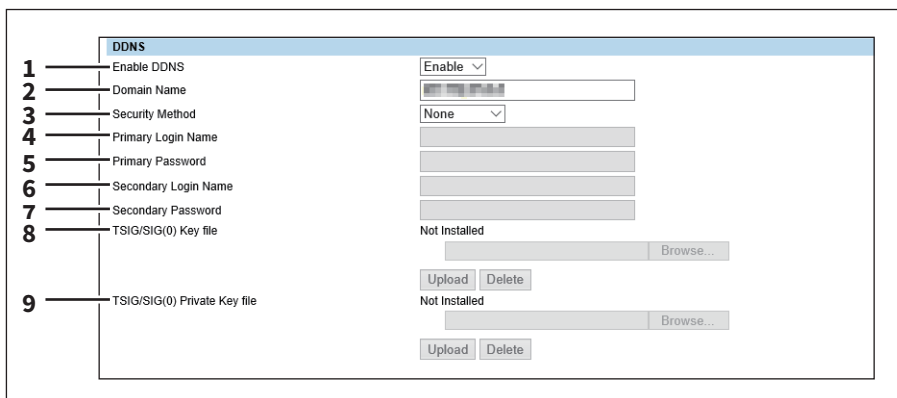 DDNS
1 Enable DDNS Enable
2 Domain Name
3 Security Method None
4 Primary Login Name
5 Primary Password
6 Secondary Login Name
7 Secondary Password
8 TSIG/SIG(0) Key file Not Installed
Browse...
Upload Delete
9 TSIG/SIG(0) Private Key file Not Installed
Browse...
Upload Delete